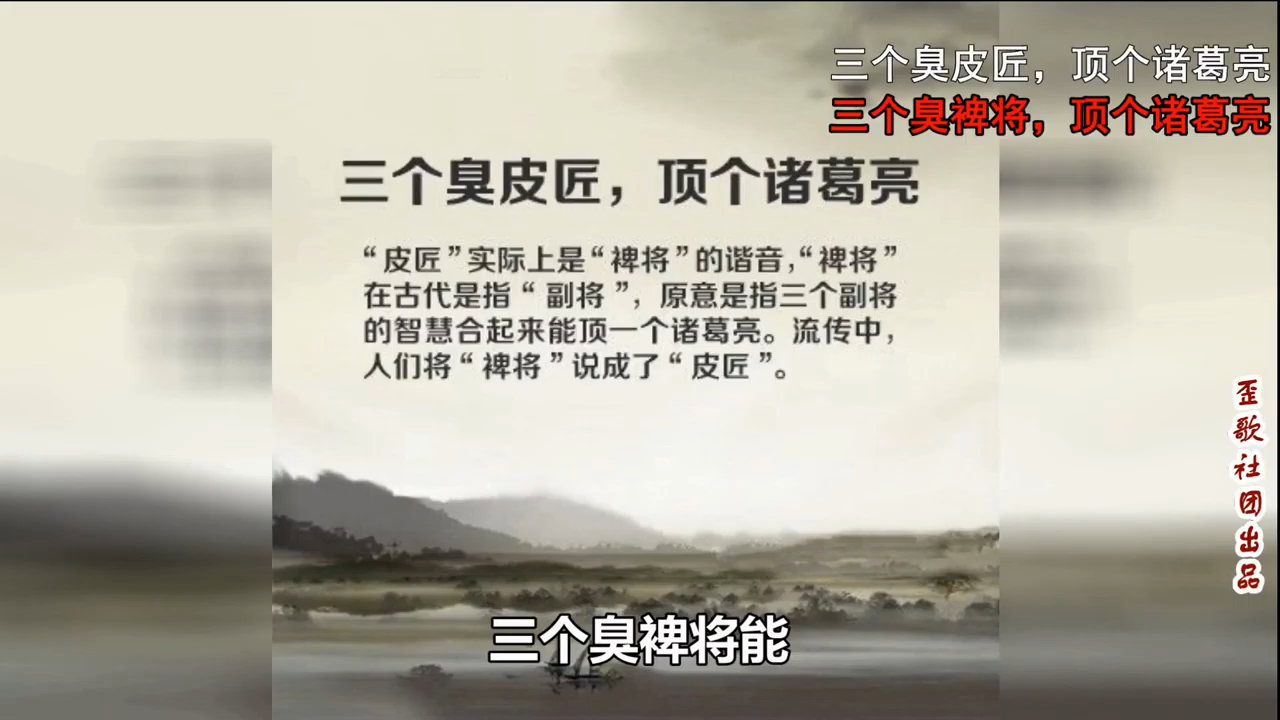 三个臭皮匠，顶个诸葛亮
三个臭裨将，顶个诸葛亮
三个臭皮匠，顶个诸葛亮
“皮匠”实际上是“裨将”的谐音，“裨将”
在古代是指“副将”，原意是指三个副将
的智慧合起来能顶一个诸葛亮。流传中，
人们将“裨将”说成了“皮匠”。
歪歌社团出品
三个臭裨将能